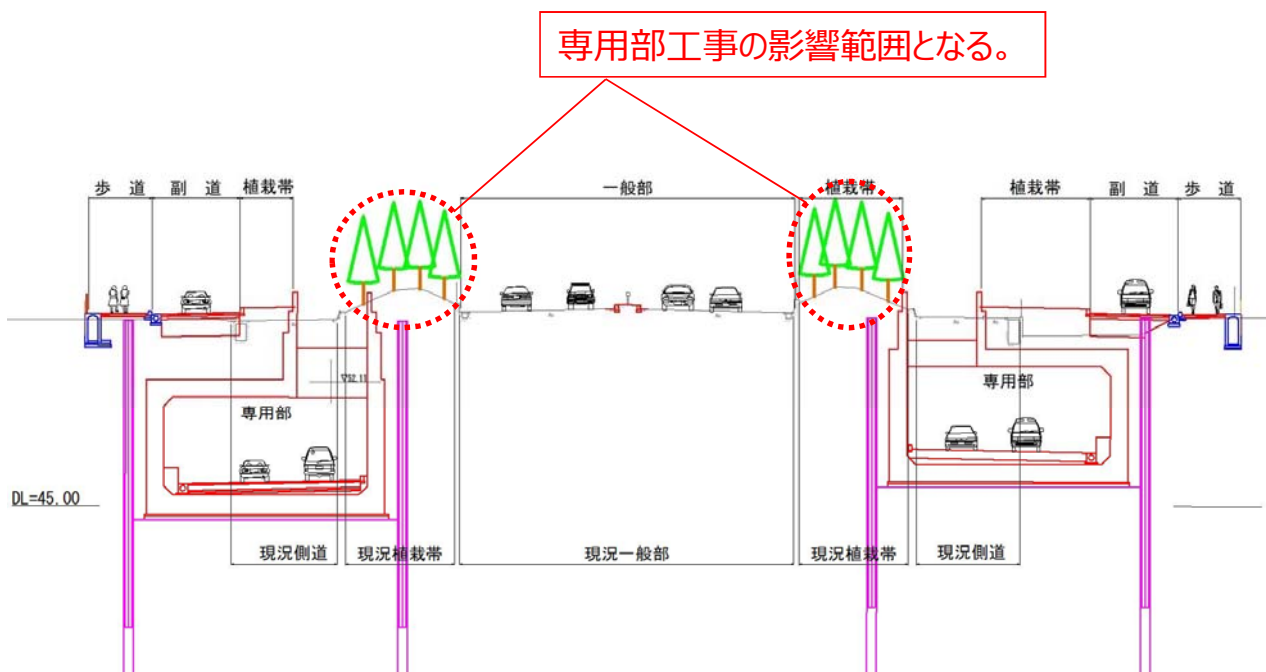 専用部工事の影響範囲となる。
歩 道 副 道 植栽帯 一般部 植栽帯 植栽帯 副 道 歩 道
▽52.11
専用部 専用部
DL=45.00
現況側道 現況植栽帯 現況一般部 現況植栽帯 現況側道